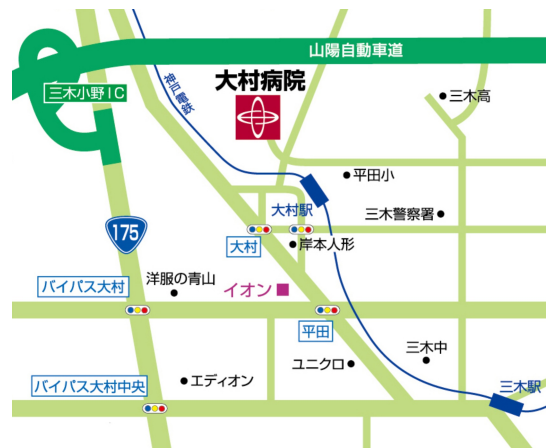 山陽自動車道
神戸電鉄
大村病院
三木小野IC
三木高
平田小
大村駅
三木警察署
175
大村
岸本人形
バイパス大村
洋服の青山
イオン
平田
ユニクロ
三木中
バイパス大村中央
エディオン
三木駅